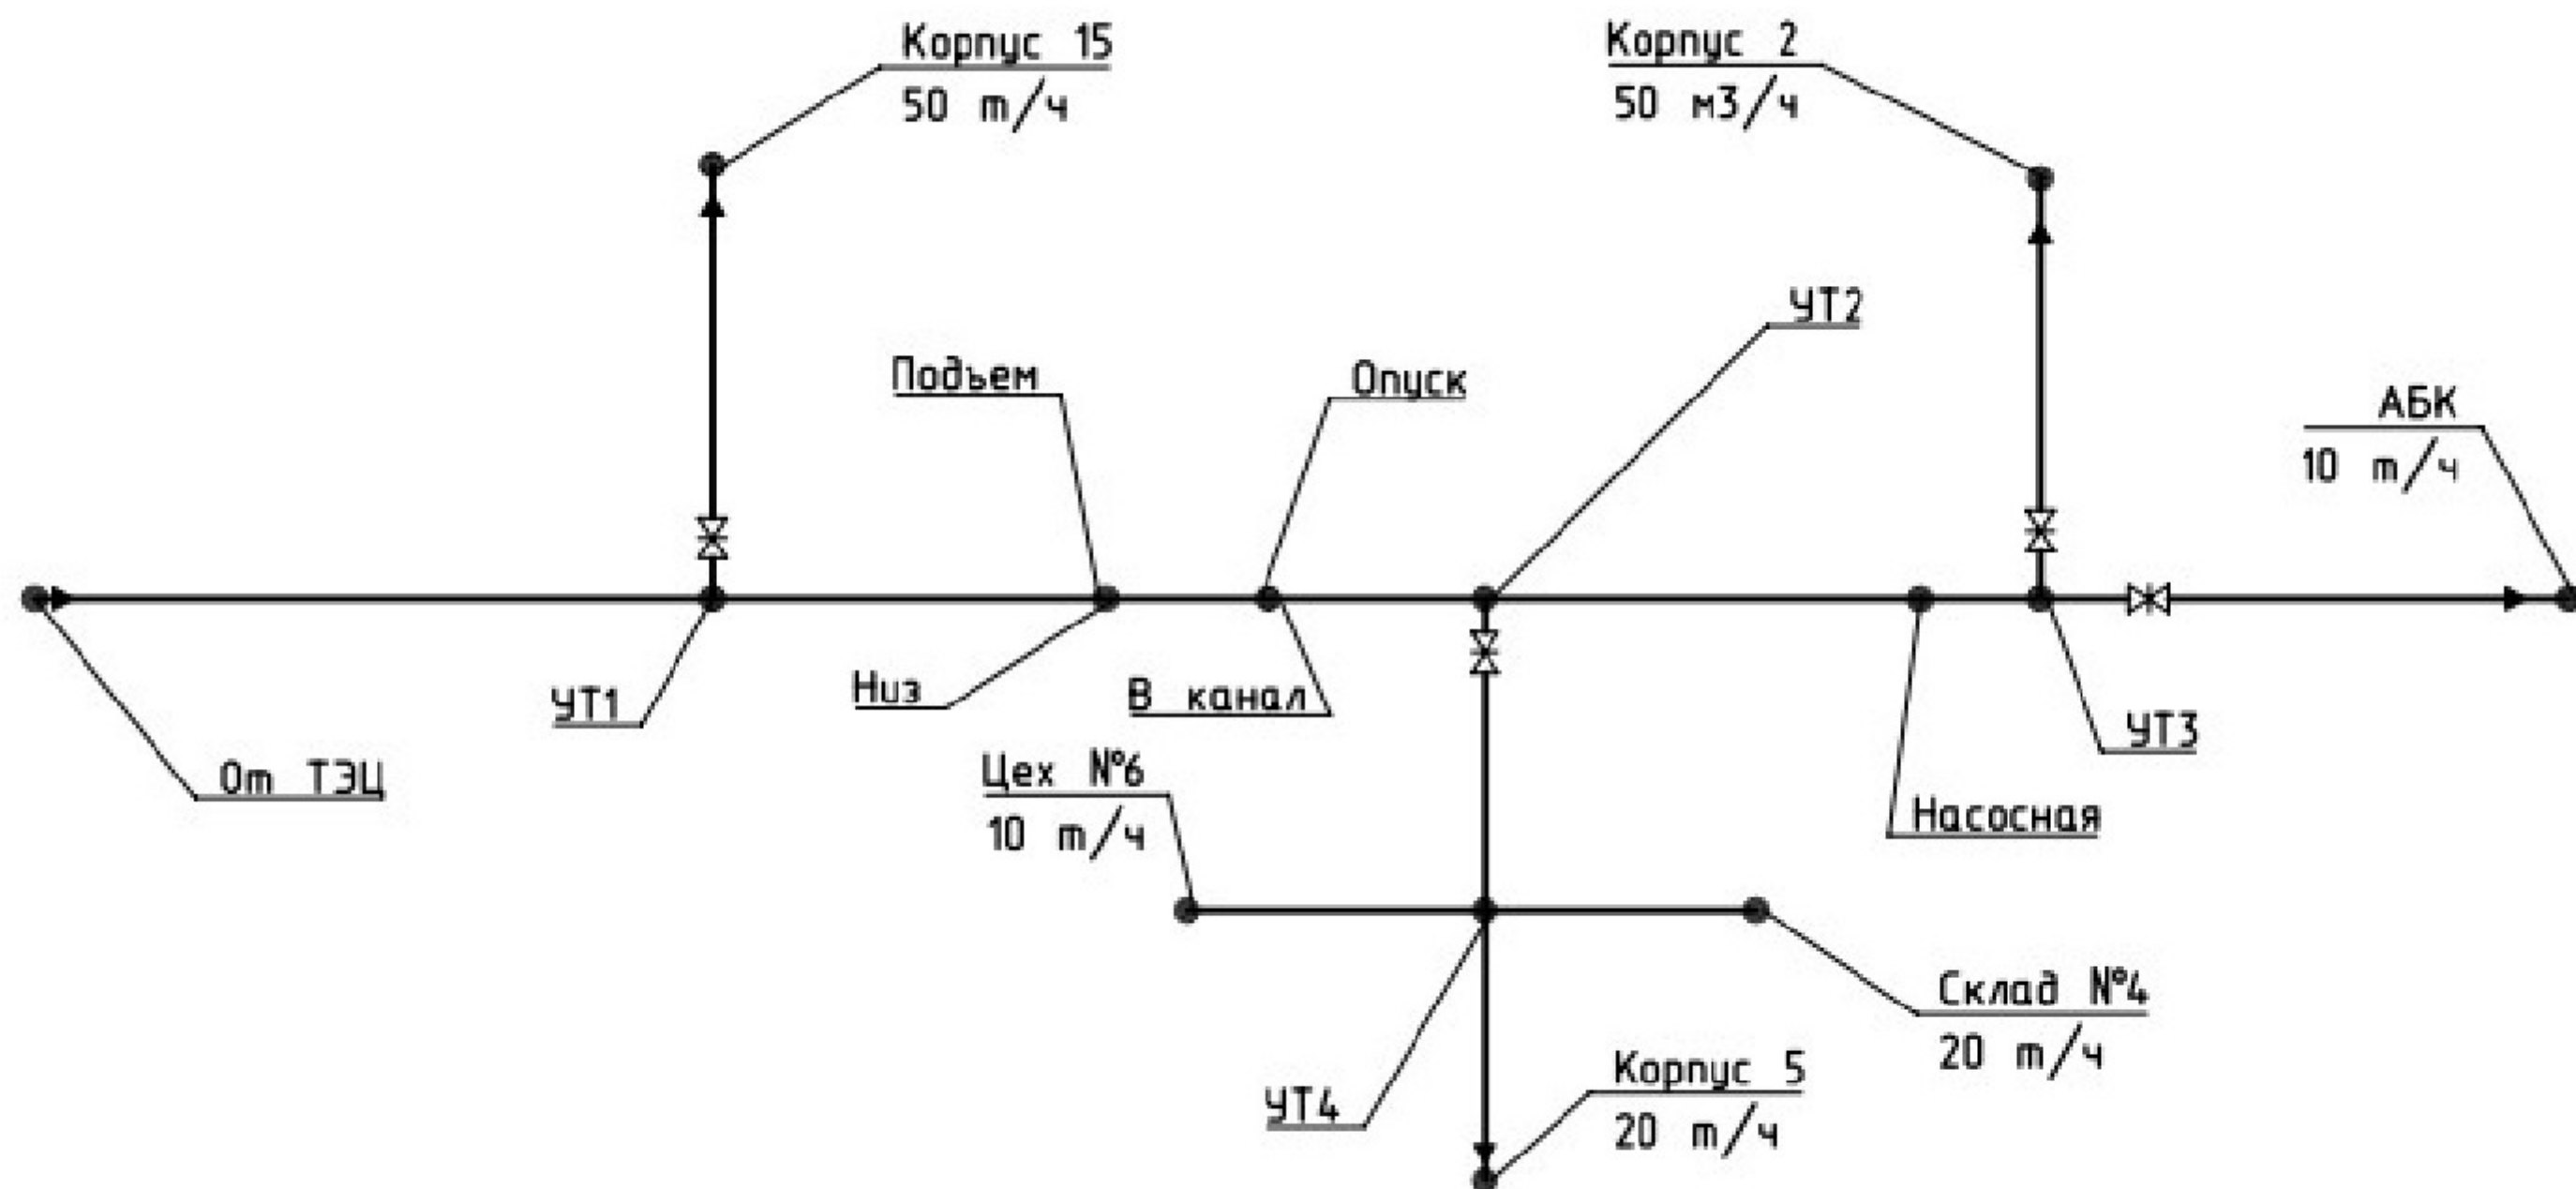 Корпус 15
50 т/ч
Корпус 2
50 м3/ч
УТ2
Подъем
Опуск
АБК
10 т/ч
Низ
В канал
УТ1
УТ3
От ТЭЦ
Цех №6
10 т/ч
Насосная
Склад №4
20 т/ч
Корпус 5
20 т/ч
УТ4